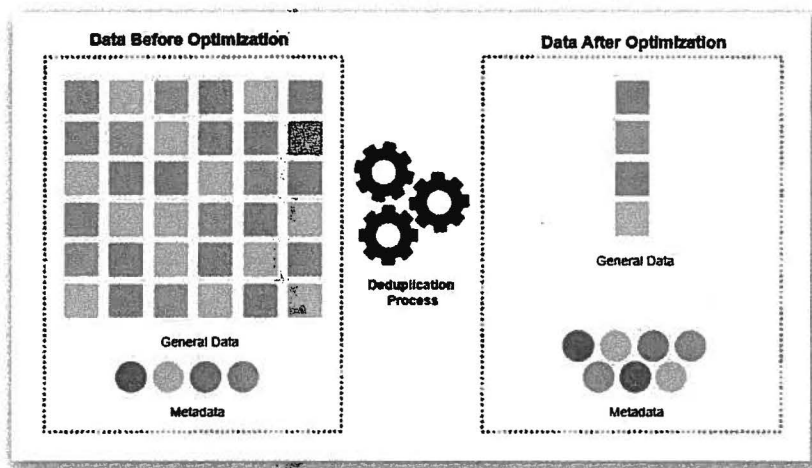 Data Before Optimization
Data After Optimization
General Data
Metadata
Deduplication
Process
General Data
Metadata